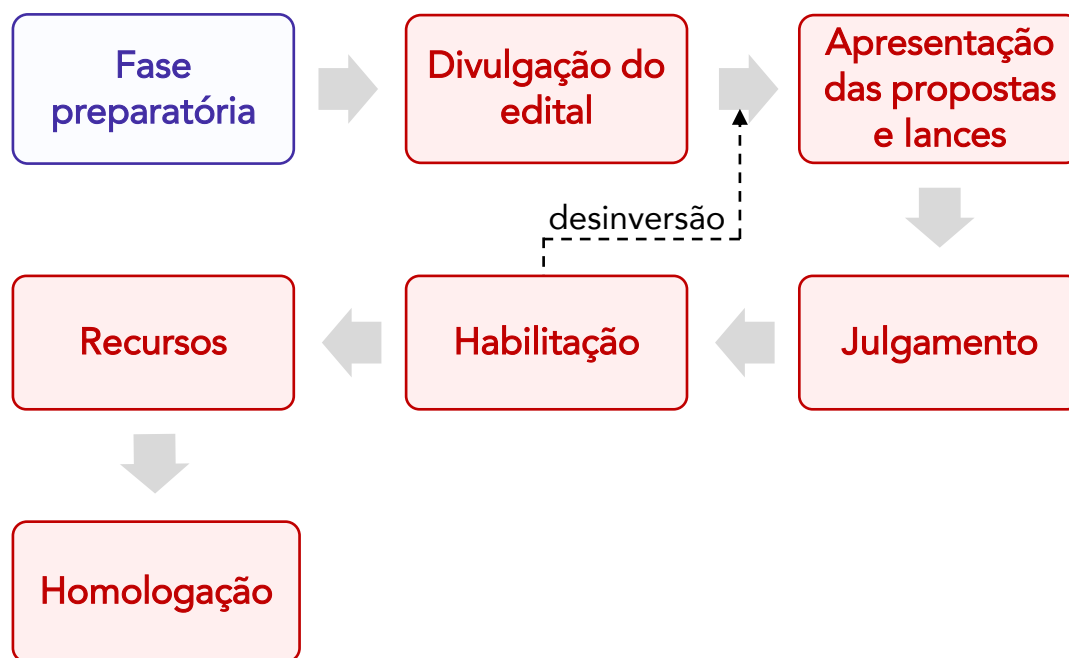 Fase
preparatória
Divulgação do
edital
Apresentação
das propostas
e lances
desinversão
Recursos
Habilitação
Julgamento
Homologação